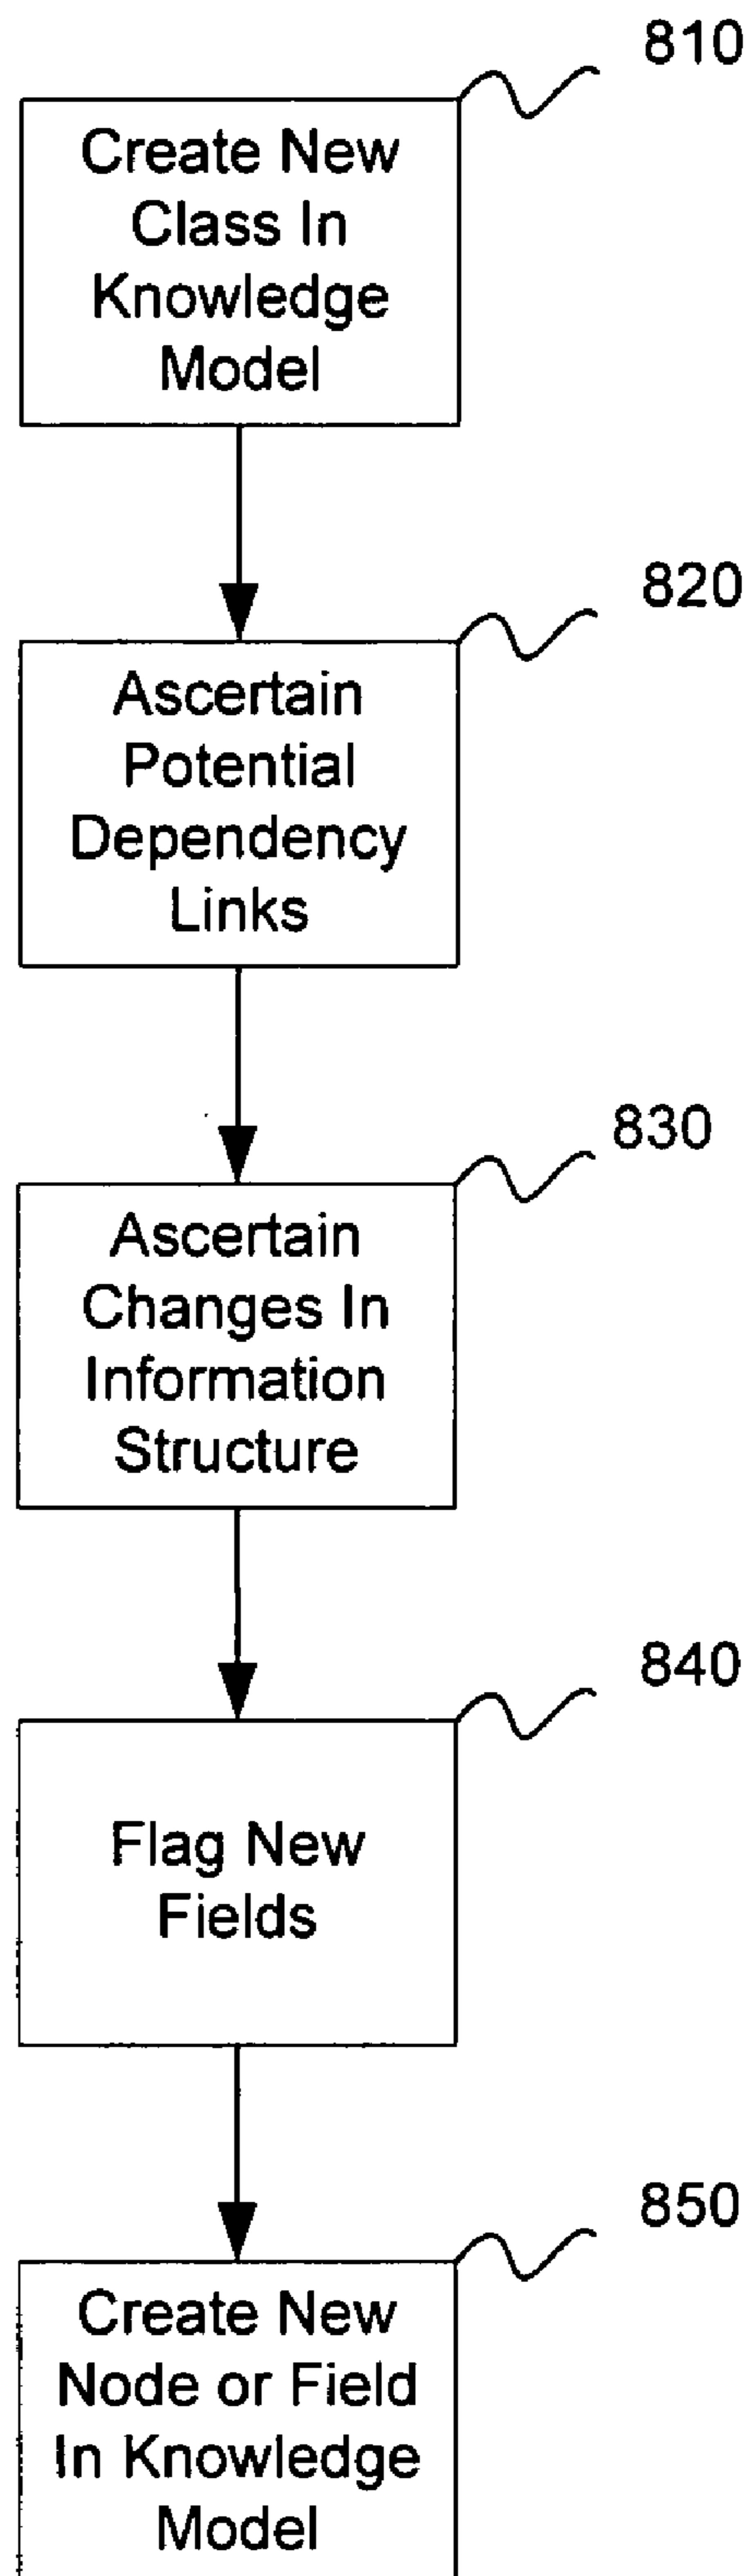 810
Create New
Class In
Knowledge
Model
820
Ascertain
Potential
Dependency
Links
830
Ascertain
Changes In
Information
Structure
840
Flag New
Fields
850
Create New
Node or Field
In Knowledge
Model